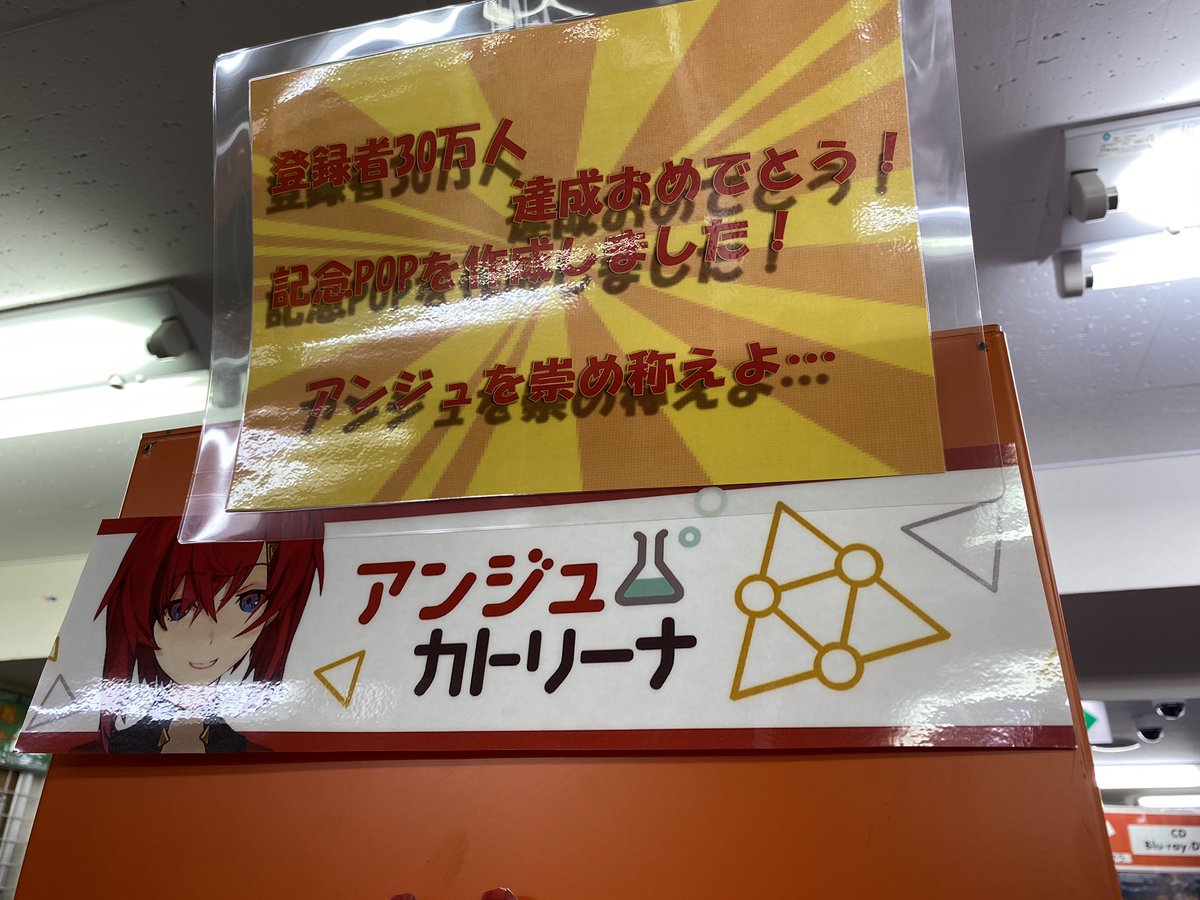 登録者30万人
達成おめでとう！
記念POPを作成しました！
アンジュを崇め称えよ…
アンジュ
カトリーナ
CD
Blu-ray D